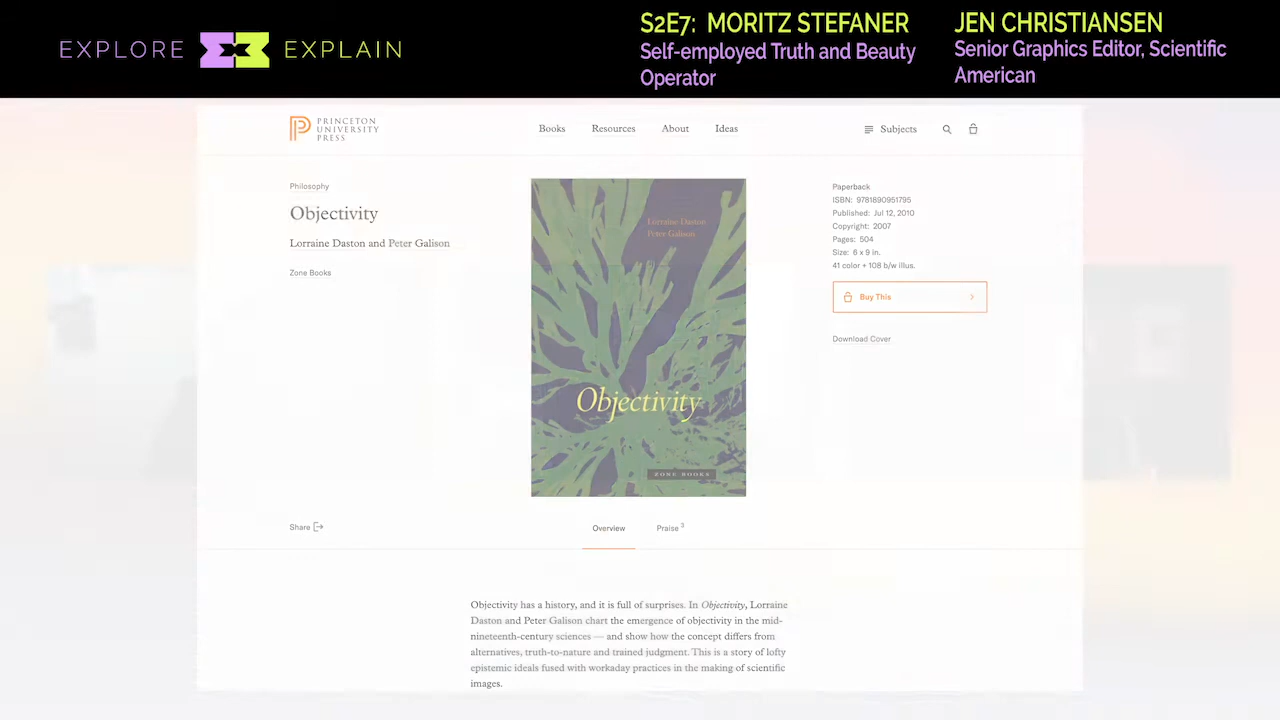 EXPLORE EXPLAIN
S2E7: MORITZ STEFANER
Self-employed Truth and Beauty
Operator
JEN CHRISTIANSEN
Senior Graphics Editor, Scientific
American
PRINCETON
UNIVERSITY
PRESS
Books
Resources
About
Ideas
Subjects
Philosophy
Objectivity
Lorraine Daston and Peter Galison
Zone Books
Lorraine Daston
Peter Galison
Objectivity
ZONE BOOKS
Paperback
ISBN: 9781890951795
Published: Jul 12, 2010
Copyright: 2007
Pages: 504
Size: 6 x 9 in.
41 color + 108 b/w illus.
Buy This
Download Cover
Share
Overview
Praise 3
Objectivity has a history, and it is full of surprises. In Objectivity, Lorraine
Daston and Peter Galison chart the emergence of objectivity in the mid-
nineteenth-century sciences — and show how the concept differs from
alternatives, truth-to-nature and trained judgment. This is a story of lofty
epistemic ideals fused with workaday practices in the making of scientific
images.